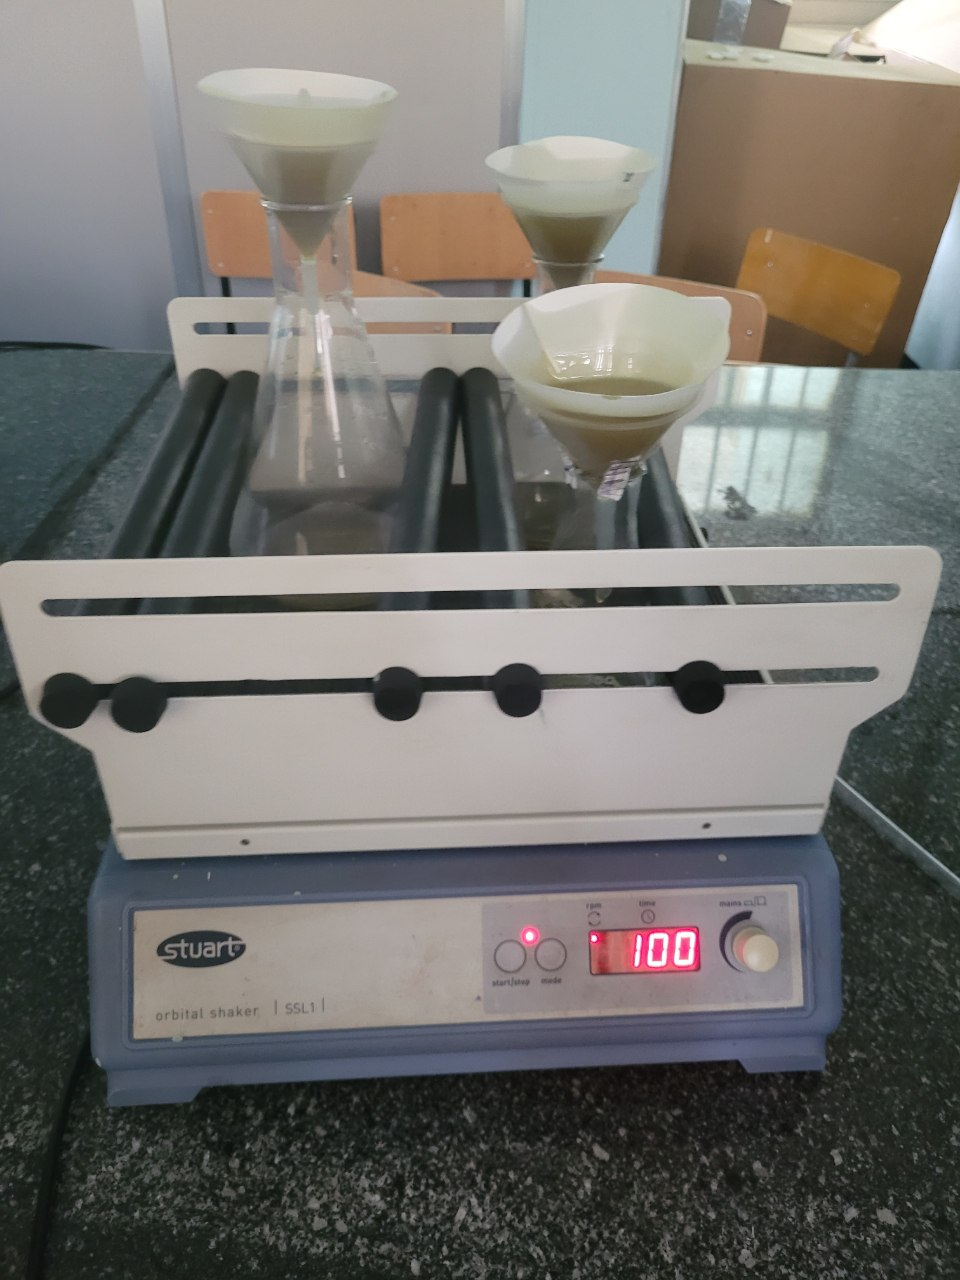 rpm
time
mains
stuart®
100
start/stop
mode
orbital shaker | SSL1 |